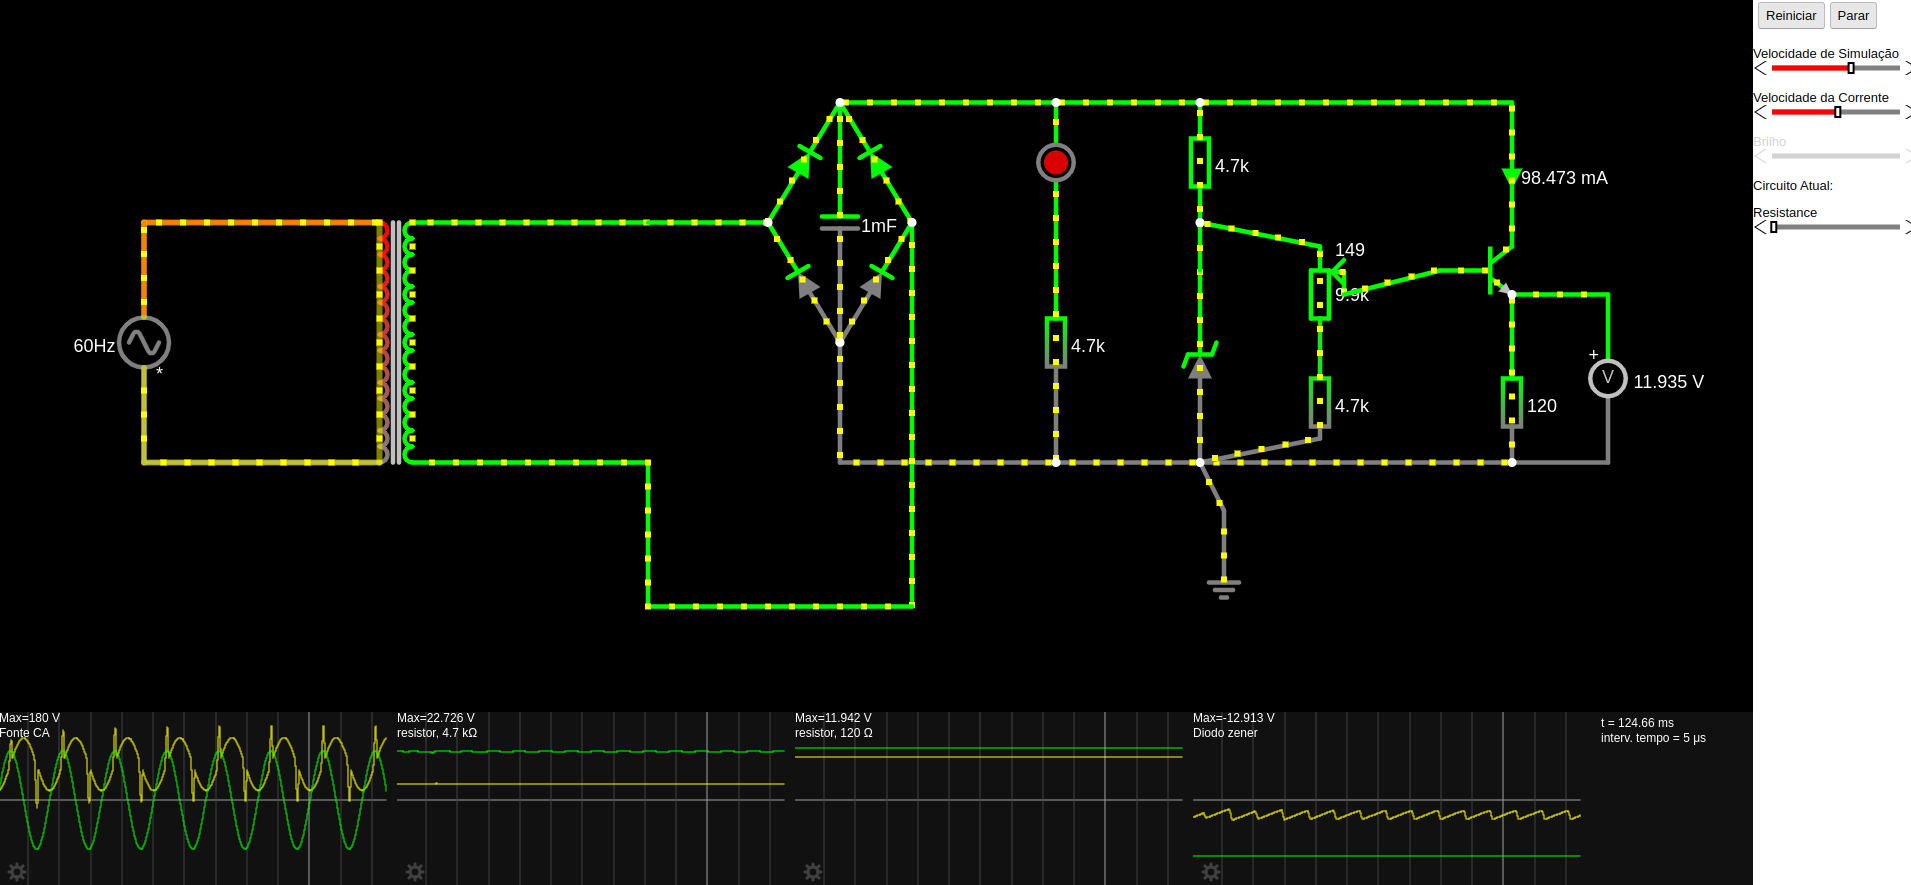 Reiniciar Parar
Velocidade de Simulação
Velocidade da Corrente
Brilho
Circuito Atual:
Resistance
98.473 mA
4.7k
1mF
149
9.9k
60Hz
*
4.7k
+
V
11.935 V
4.7k
120
Max=180 V
Fonte CA
Max=22.726 V
resistor, 4.7 kΩ
Max=11.942 V
resistor, 120 Ω
Max=-12.913 V
Diodo zener
t = 124.66 ms
interv. tempo = 5 μs